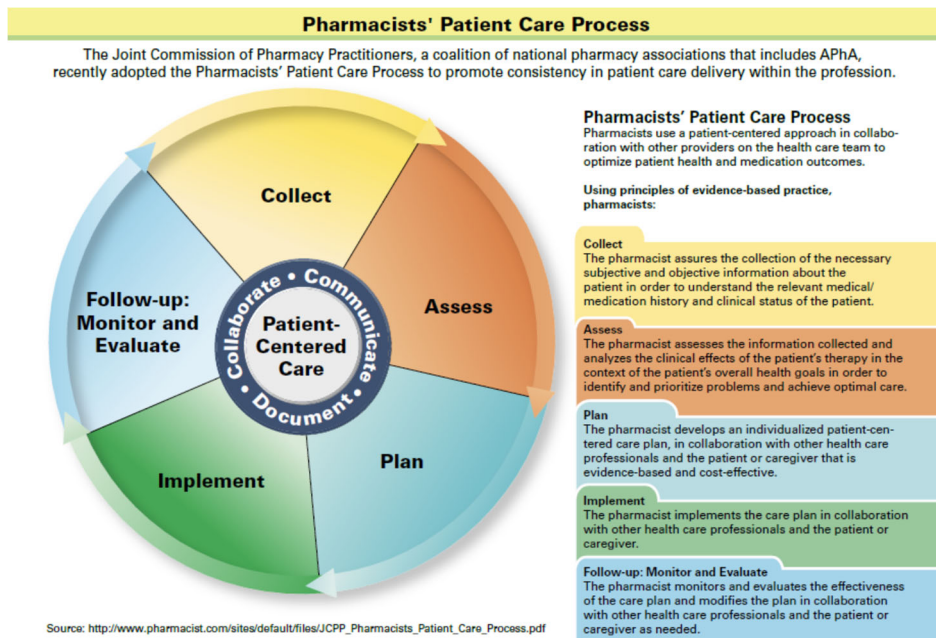 Pharmacists' Patient Care Process
The Joint Commission of Pharmacy Practitioners, a coalition of national pharmacy associations that includes APhA,
recently adopted the Pharmacists' Patient Care Process to promote consistency in patient care delivery within the profession.
Collect
Assess
Plan
Implement
Follow-up:
Monitor and
Evaluate
Collaborate • Communicate • Document •
Patient-
Centered
Care
Pharmacists' Patient Care Process
Pharmacists use a patient-centered approach in collabo-
ration with other providers on the health care team to
optimize patient health and medication outcomes.
Using principles of evidence-based practice,
pharmacists:
Collect
The pharmacist assures the collection of the necessary
subjective and objective information about the
patient in order to understand the relevant medical/
medication history and clinical status of the patient.
Assess
The pharmacist assesses the information collected and
analyzes the clinical effects of the patient's therapy in the
context of the patient's overall health goals in order to
identify and prioritize problems and achieve optimal care.
Plan
The pharmacist develops an individualized patient-cen-
tered care plan, in collaboration with other health care
professionals and the patient or caregiver that is
evidence-based and cost-effective.
Implement
The pharmacist implements the care plan in collaboration
with other health care professionals and the patient or
caregiver.
Follow-up: Monitor and Evaluate
The pharmacist monitors and evaluates the effectiveness
of the care plan and modifies the plan in collaboration
with other health care professionals and the patient or
caregiver as needed.
Source: http://www.pharmacist.com/sites/default/files/JCPP_Pharmacists_Patient_Care_Process.pdf